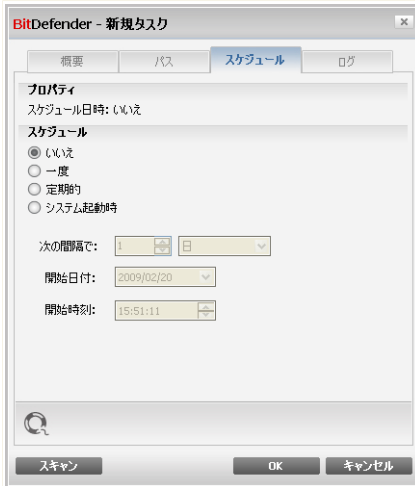 BitDefender - 新規タスク
概要 パス スケジュール ログ
プロパティ
スケジュール日時: いいえ
スケジュール
いいえ
一度
定期的
システム起動時
次の間隔で: 1 日
開始日付: 2009/02/20
開始時刻: 15:51:11
スキャン OK キャンセル